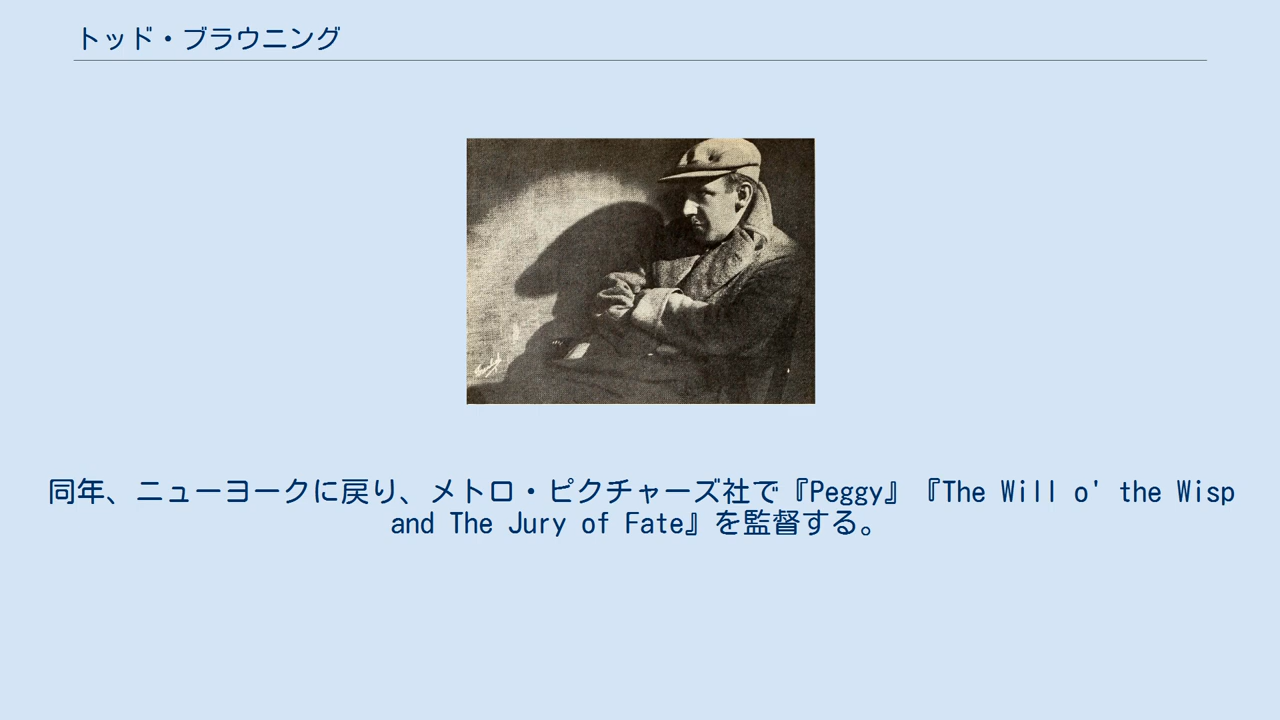 トッド・ブラウニング
同年、ニューヨークに戻り、メトロ・ピクチャーズ社で『Peggy』『The Will o' the Wisp
and The Jury of Fate』を監督する。